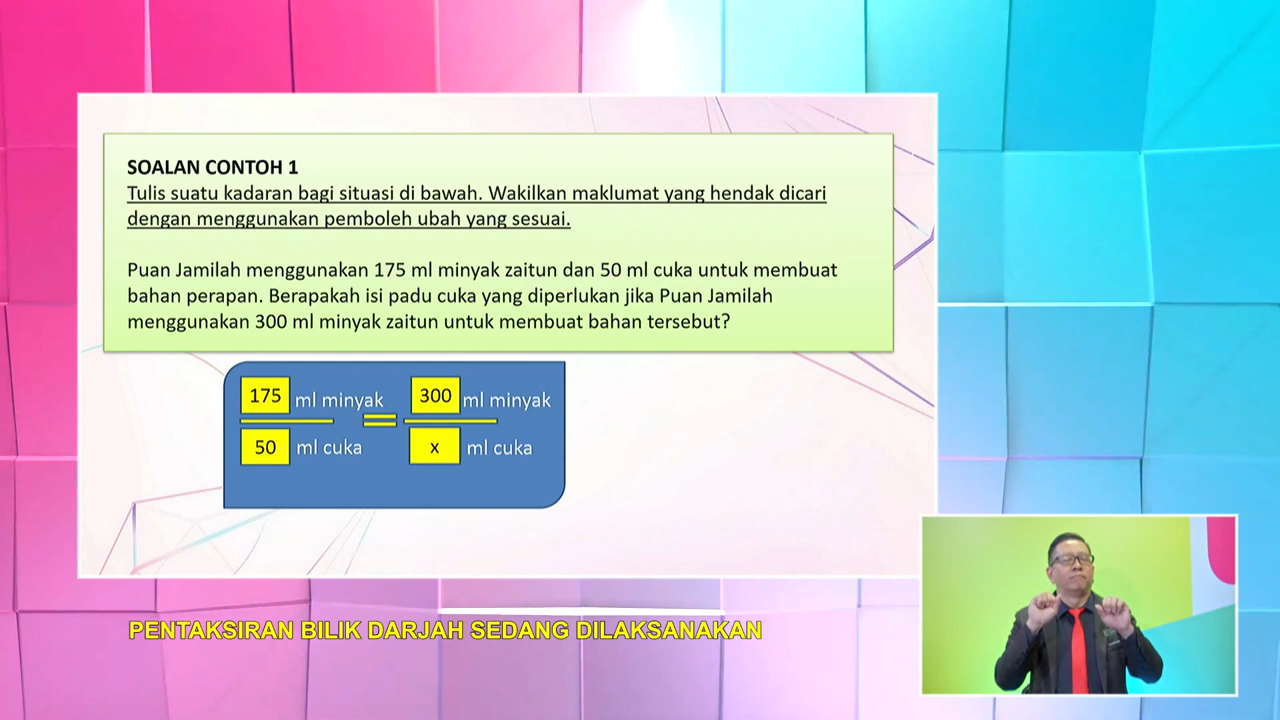 SOALAN CONTOH 1
Tulis suatu kadaran bagi situasi di bawah. Wakilkan maklumat yang hendak dicari
dengan menggunakan pemboleh ubah yang sesuai.
Puan Jamilah menggunakan 175 ml minyak zaitun dan 50 ml cuka untuk membuat
bahan perapan. Berapakah isi padu cuka yang diperlukan jika Puan Jamilah
menggunakan 300 ml minyak zaitun untuk membuat bahan tersebut?
175 ml minyak = 300 ml minyak
50 ml cuka x ml cuka
PENTAKSIRAN BILIK DARJAH SEDANG DILAKSANAKAN